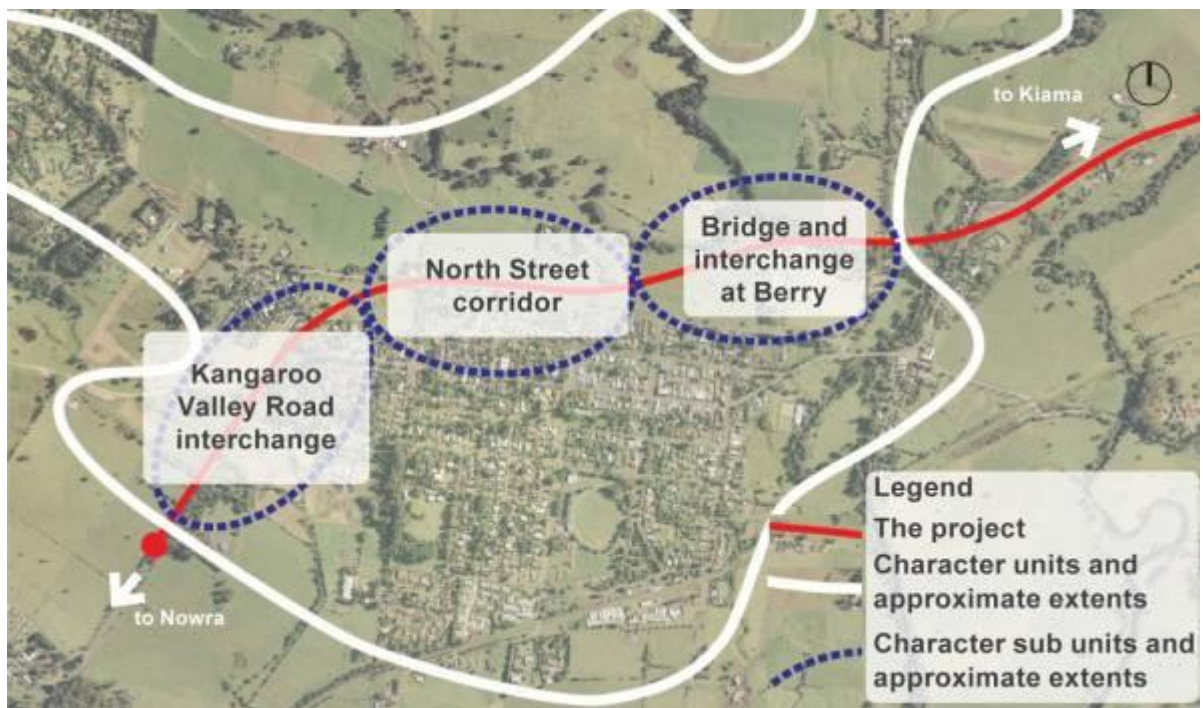 to Kiama
Bridge and
interchange
at Berry
North Street
corridor
Kangaroo
Valley Road
interchange
to Nowra
Legend
The project
Character units and
approximate extents
Character sub units and
approximate extents